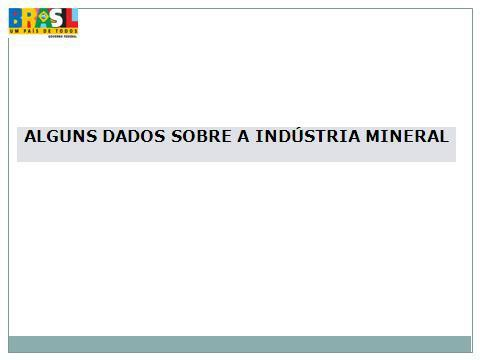 BRASIL
UM PAÍS DE TODOS
GOVERNO FEDERAL
ALGUNS DADOS SOBRE A INDÚSTRIA MINERAL